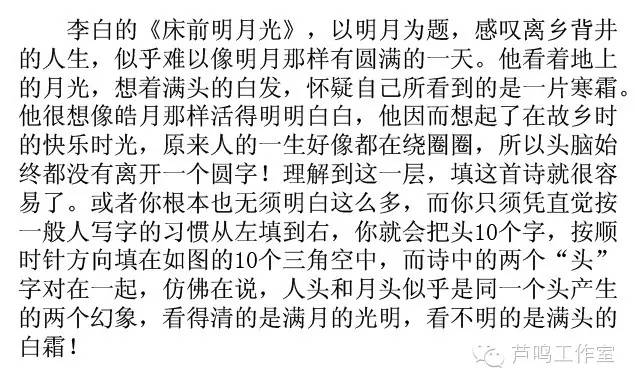 李白的《床前明月光》，以明月为题，感叹离乡背井
的人生，似乎难以像明月那样有圆满的一天。他看着地上
的月光，想着满头的白发，怀疑自己所看到的是一片寒霜。
他很想像皓月那样活得明明白白，他因而想起了在故乡时
的快乐时光，原来人的一生好像都在绕圈圈，所以头脑始
终都没有离开一个圆字！理解到这一层，填这首诗就很容
易了。或者你根本也无须明白这么多，而你只须凭直觉按
一般人写字的习惯从左填到右，你就会把头10个字，按顺
时针方向填在如图的10个三角空中，而诗中的两个“头”
字对在一起，仿佛在说，人头和月头似乎是同一个头产生
的两个幻象，看得清的是满月的光明，看不明的是满头的
白霜！
芦鸣工作室